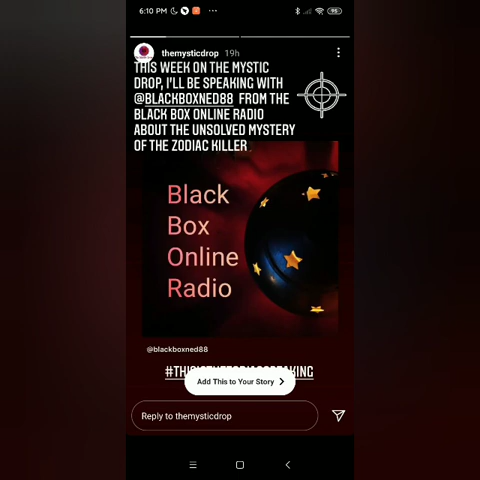 6:10 PM
95
themysticdrop 19h
THIS WEEK ON THE MYSTIC
DROP, I'LL BE SPEAKING WITH
@BLACKBOXNED88 FROM THE
BLACK BOX ONLINE RADIO
ABOUT THE UNSOLVED MYSTERY
OF THE ZODIAC KILLER
Black
Box
Online
Radio
@blackboxned88
Add This to Your Story
Reply to themysticdrop